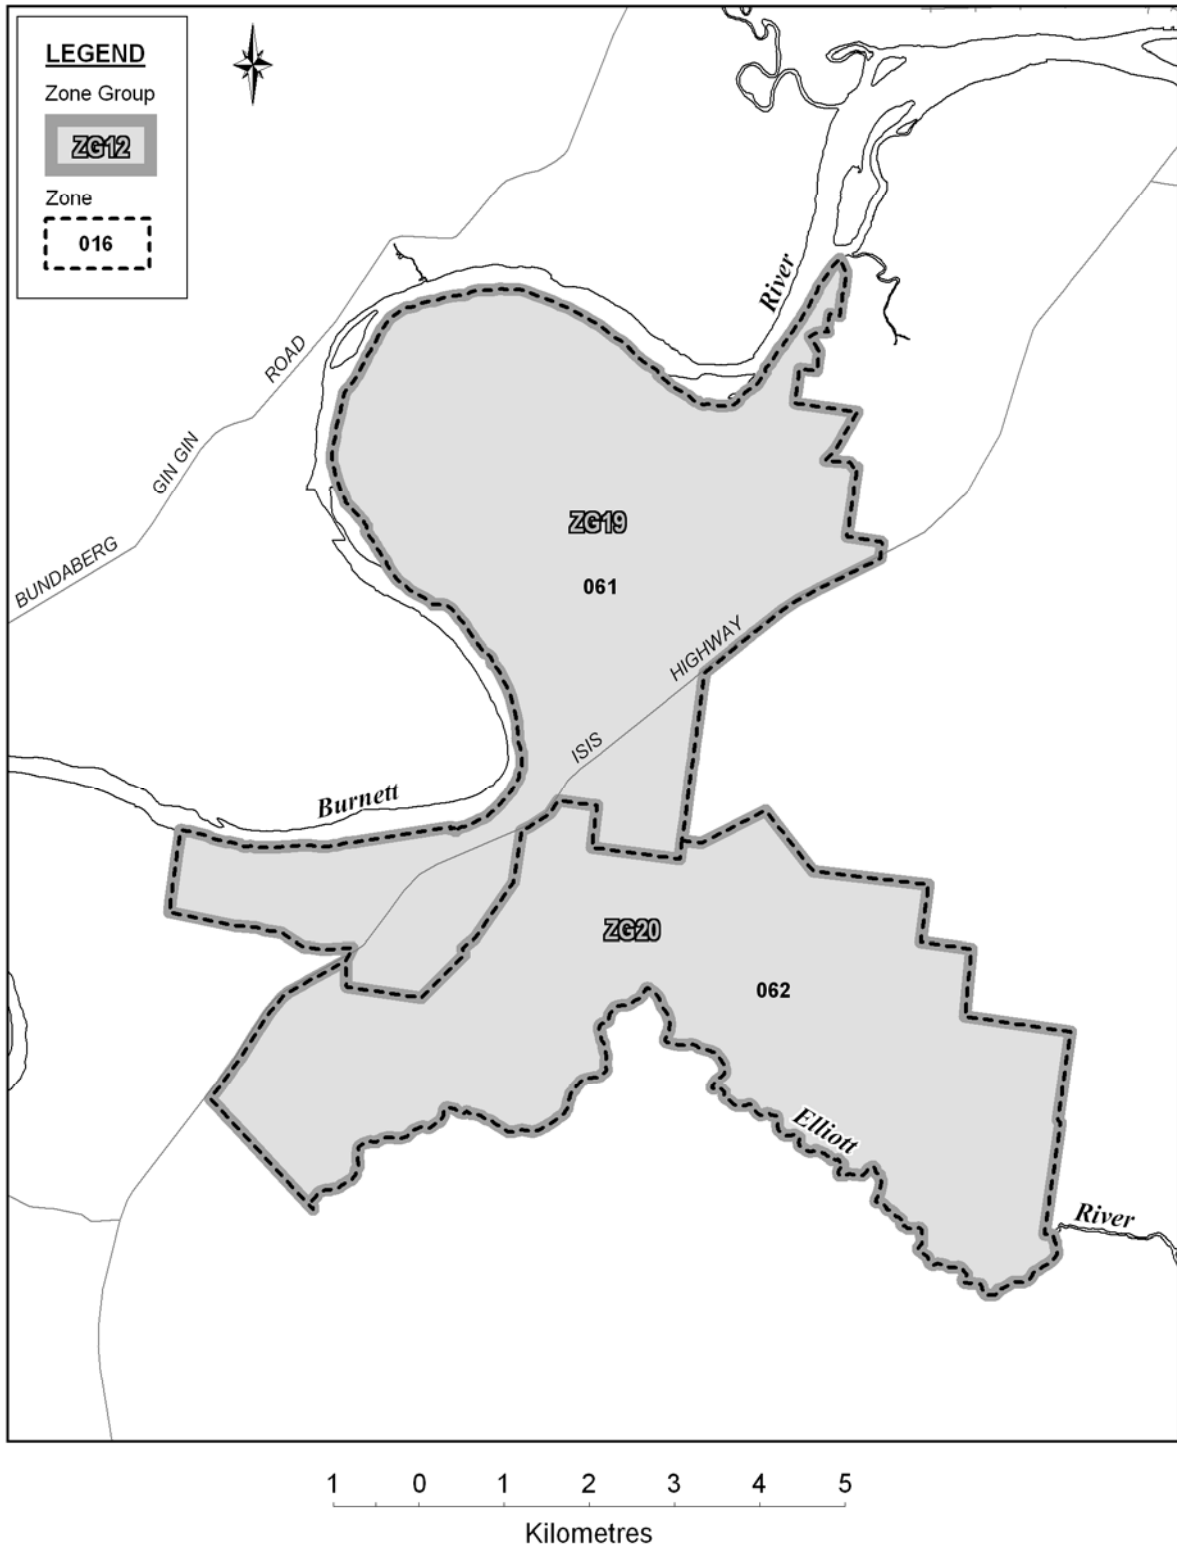 LEGEND
Zone Group
ZG12
Zone
016
River
ROAD
GIN GIN
BUNDABERG
ZG19
061
HIGHWAY
ISIS
Burnett
ZG20
062
Elliott
River
1 0 1 2 3 4 5
Kilometres